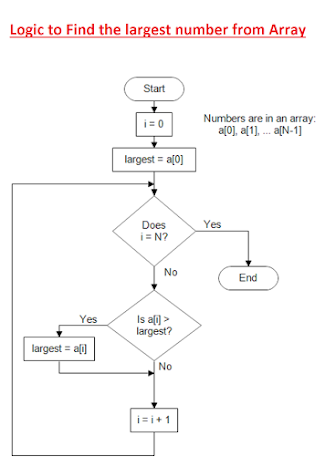 Logic to Find the largest number from Array
Start
i = 0
Numbers are in an array:
a[0], a[1], ... a[N-1]
largest = a[0]
Does
i = N?
Yes
No
End
Is a[i] >
largest?
Yes
largest = a[i]
No
i = i + 1